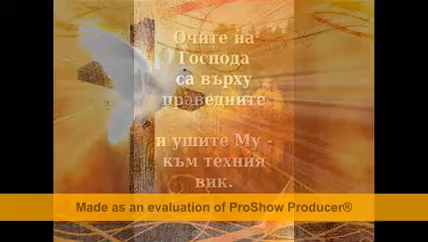 Очите на
Господа
са върху
праведните
и ушите Му -
към техния
вик.
Made as an evaluation of ProShow Producer®